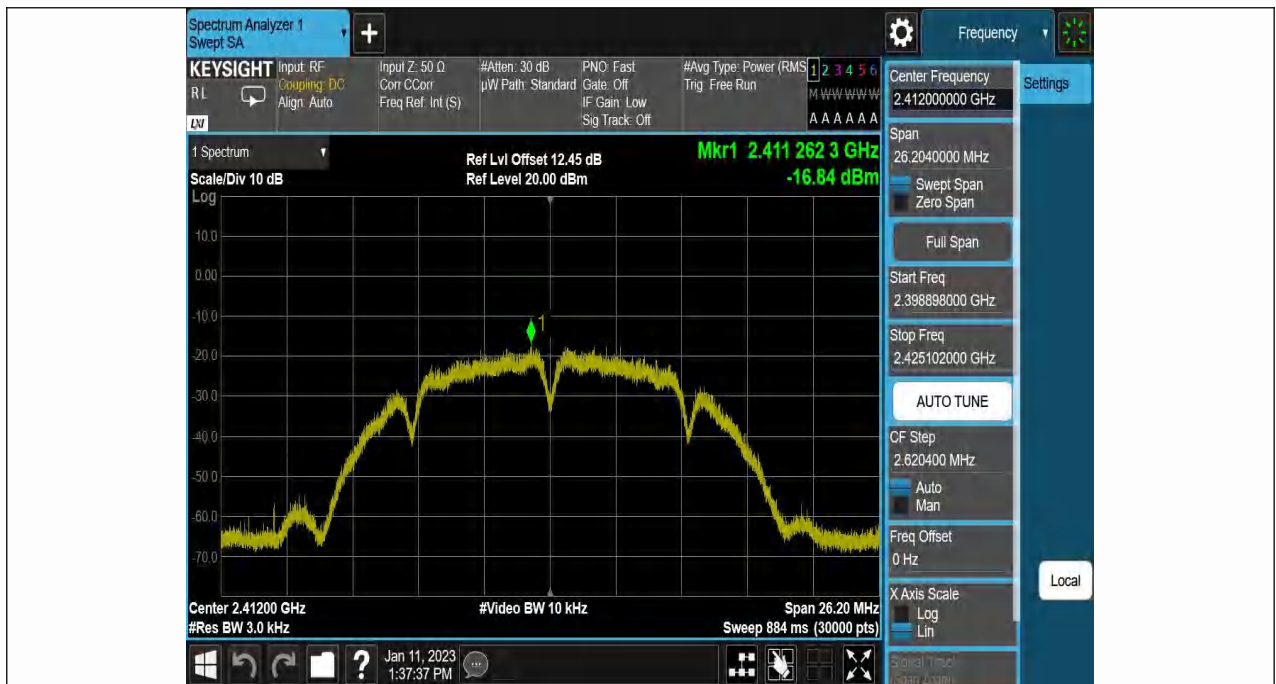 Spectrum Analyzer 1
Swept SA
+
Frequency
KEYSIGHT
RL
LXI
Input: RF
Coupling: DC
Align: Auto
Input Z: 50 Ω
Corr CCorr
Freq Ref: Int (S)
#Atten: 30 dB
µW Path: Standard
PNO: Fast
Gate: Off
IF Gain: Low
Sig Track: Off
#Avg Type: Power (RMS
Trig: Free Run
1 2 3 4 5 6
M W W W W W
A A A A A A
1 Spectrum
Scale/Div 10 dB
Log
Ref Lvl Offset 12.45 dB
Ref Level 20.00 dBm
Mkr1 2.411 262 3 GHz
-16.84 dBm
10.0
0.00
-10.0
-20.0
-30.0
-40.0
-50.0
-60.0
-70.0
1
Center 2.41200 GHz
#Res BW 3.0 kHz
#Video BW 10 kHz
Span 26.20 MHz
Sweep 884 ms (30000 pts)
Center Frequency
2.412000000 GHz
Settings
Span
26.2040000 MHz
Swept Span
Zero Span
Full Span
Start Freq
2.398898000 GHz
Stop Freq
2.425102000 GHz
AUTO TUNE
CF Step
2.620400 MHz
Auto
Man
Freq Offset
0 Hz
Local
X Axis Scale
Log
Lin
Signal Track
(Span Zoom)
?
Jan 11, 2023
1:37:37 PM